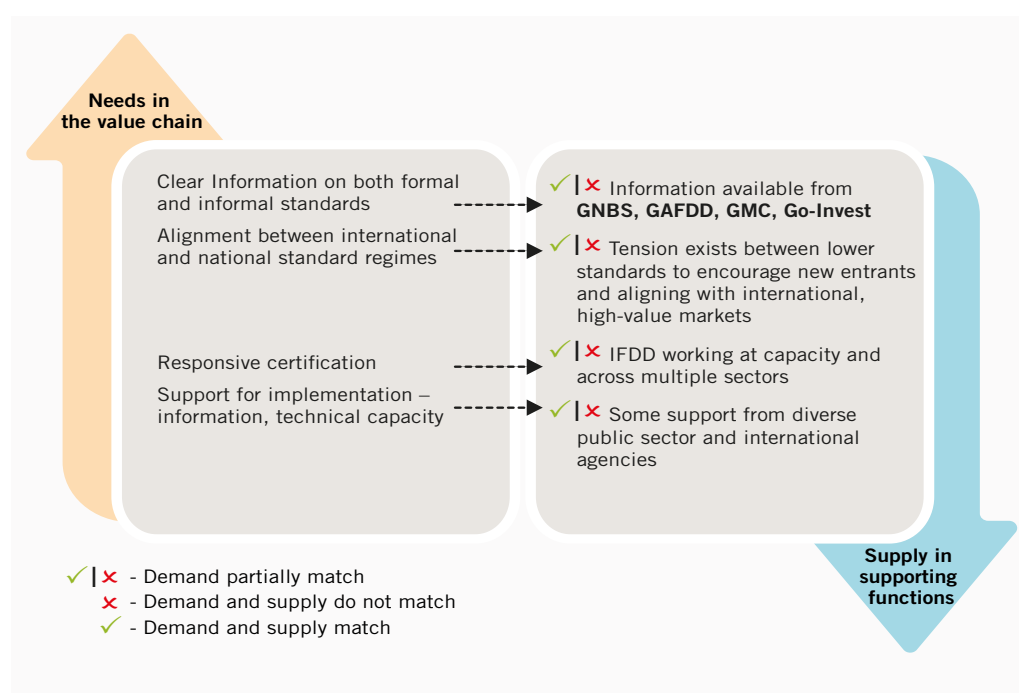 Needs in
the value chain
Clear Information on both formal
and informal standards
Alignment between international
and national standard regimes
Responsive certification
Support for implementation –
information, technical capacity
✓|✗ Information available from
GNBS, GAFDD, GMC, Go-Invest
✓|✗ Tension exists between lower
standards to encourage new entrants
and aligning with international,
high-value markets
✓|✗ IFDD working at capacity and
across multiple sectors
✓|✗ Some support from diverse
public sector and international
agencies
Supply in
supporting
functions
✓|✗ - Demand partially match
✗ - Demand and supply do not match
✓ - Demand and supply match